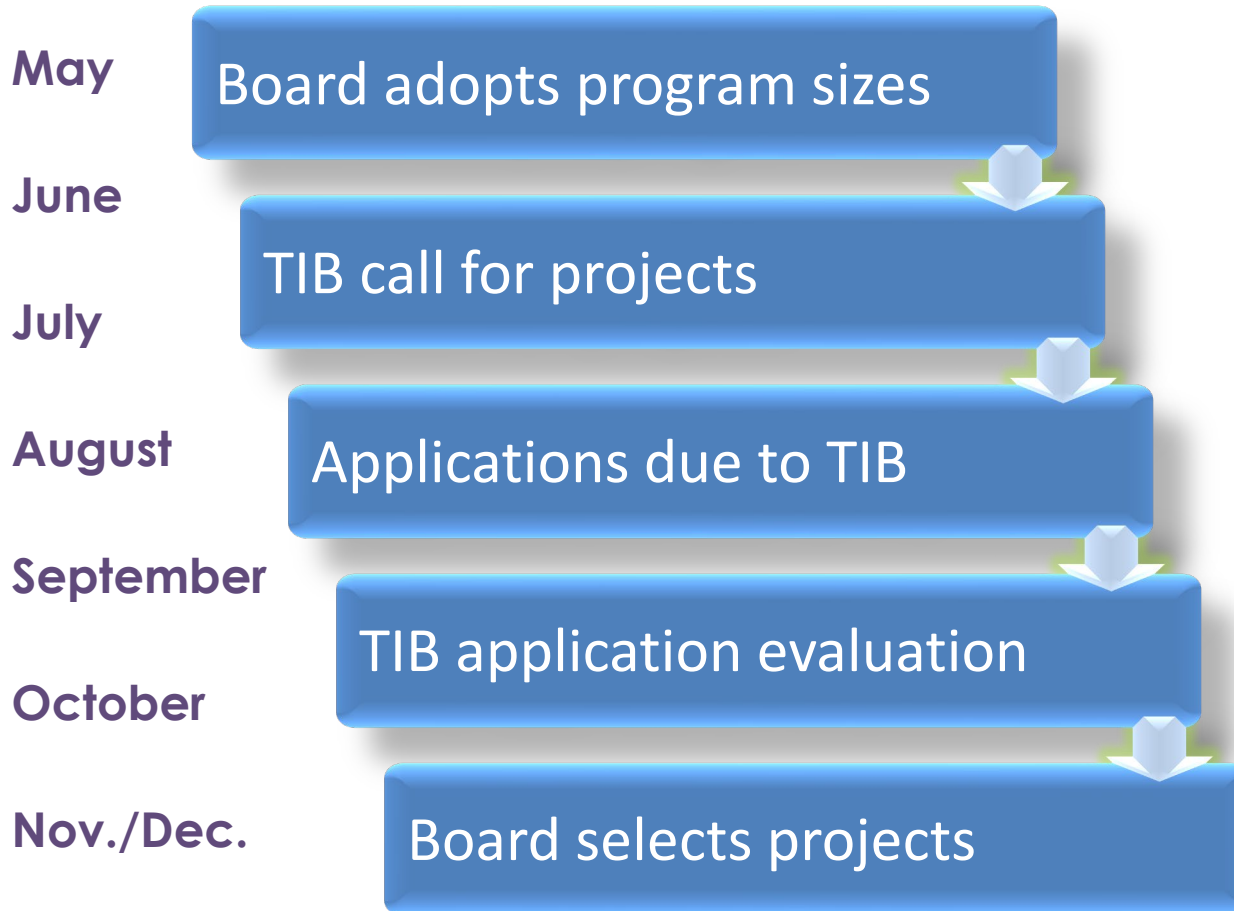 May
Board adopts program sizes
June
TIB call for projects
July
August
Applications due to TIB
September
TIB application evaluation
October
Nov./Dec.
Board selects projects